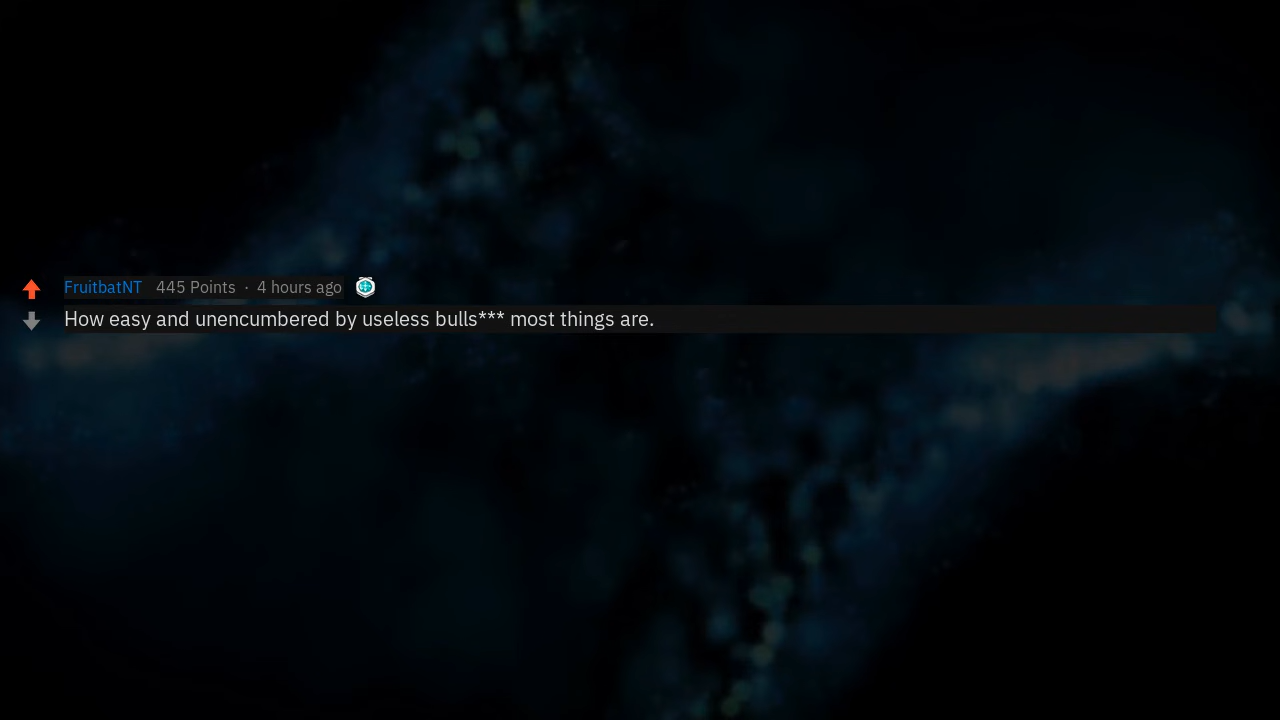 FruitbatNT 445 Points · 4 hours ago
How easy and unencumbered by useless bulls*** most things are.